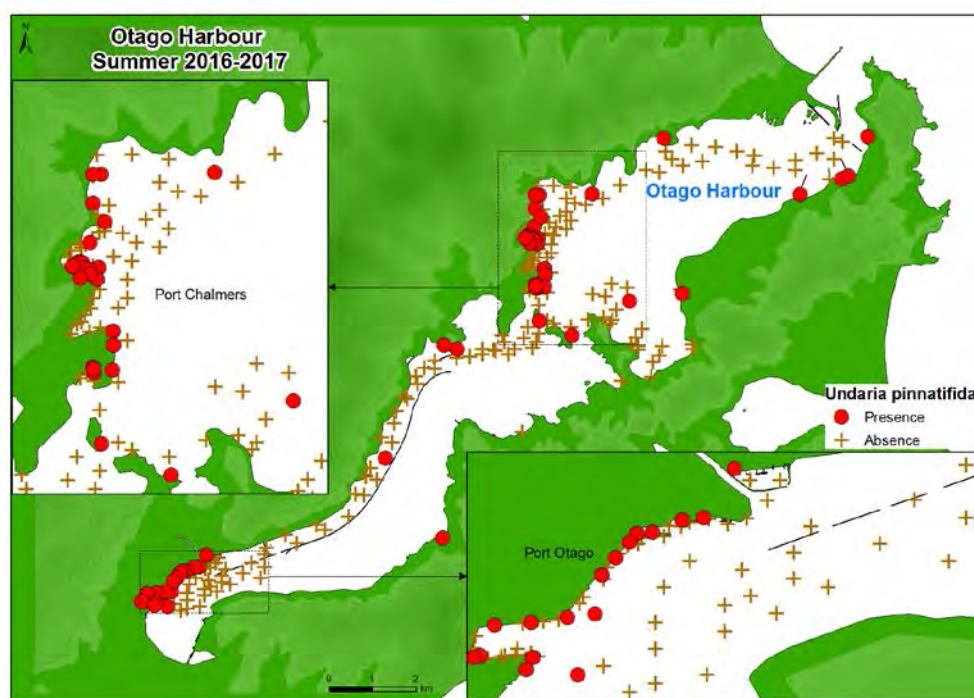 N
Otago Harbour
Summer 2016-2017
Port Chalmers
Otago Harbour
Undaria pinnatifida
Presence
Absence
Port Otago
0 1 2
km